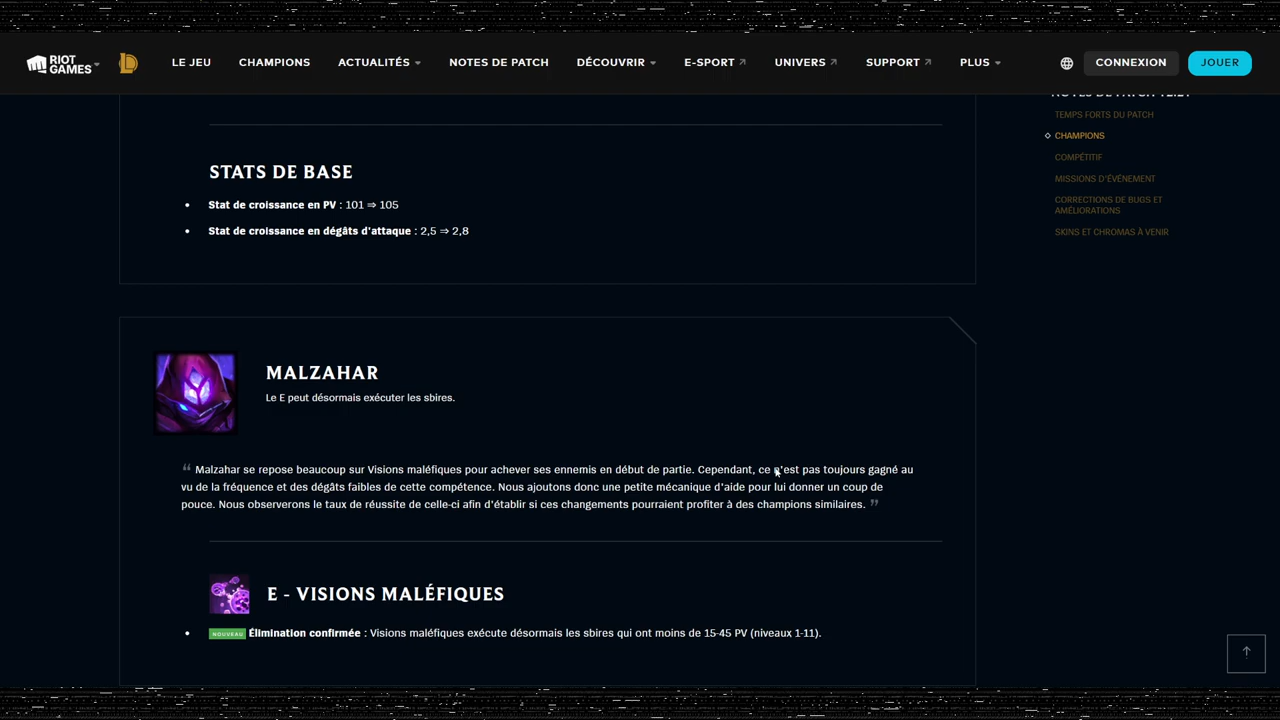 RIOT GAMES
LE JEU
CHAMPIONS
ACTUALITÉS
NOTES DE PATCH
DÉCOUVRIR
E-SPORT
UNIVERS
SUPPORT
PLUS
CONNEXION
JOUER
STATS DE BASE
• Stat de croissance en PV : 101 ⇒ 105
• Stat de croissance en dégâts d'attaque : 2,5 ⇒ 2,8
MALZAHAR
Le E peut désormais exécuter les sbires.
“ Malzahar se repose beaucoup sur Visions maléfiques pour achever ses ennemis en début de partie. Cependant, ce n'est pas toujours gagné au
vu de la fréquence et des dégâts faibles de cette compétence. Nous ajoutons donc une petite mécanique d'aide pour lui donner un coup de
pouce. Nous observerons le taux de réussite de celle-ci afin d'établir si ces changements pourraient profiter à des champions similaires. ”
E - VISIONS MALÉFIQUES
• NOUVEAU Élimination confirmée : Visions maléfiques exécute désormais les sbires qui ont moins de 15-45 PV (niveaux 1-11).
NOTES DE PATCH
TEMPS FORTS DU PATCH
CHAMPIONS
COMPÉTITIF
MISSIONS D'ÉVÉNEMENT
CORRECTIONS DE BUGS ET
AMÉLIORATIONS
SKINS ET CHROMAS À VENIR